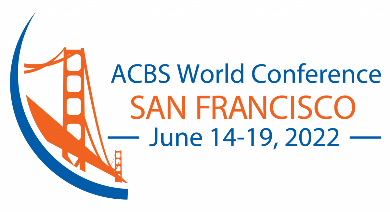 ACBS World Conference
SAN FRANCISCO
June 14-19, 2022